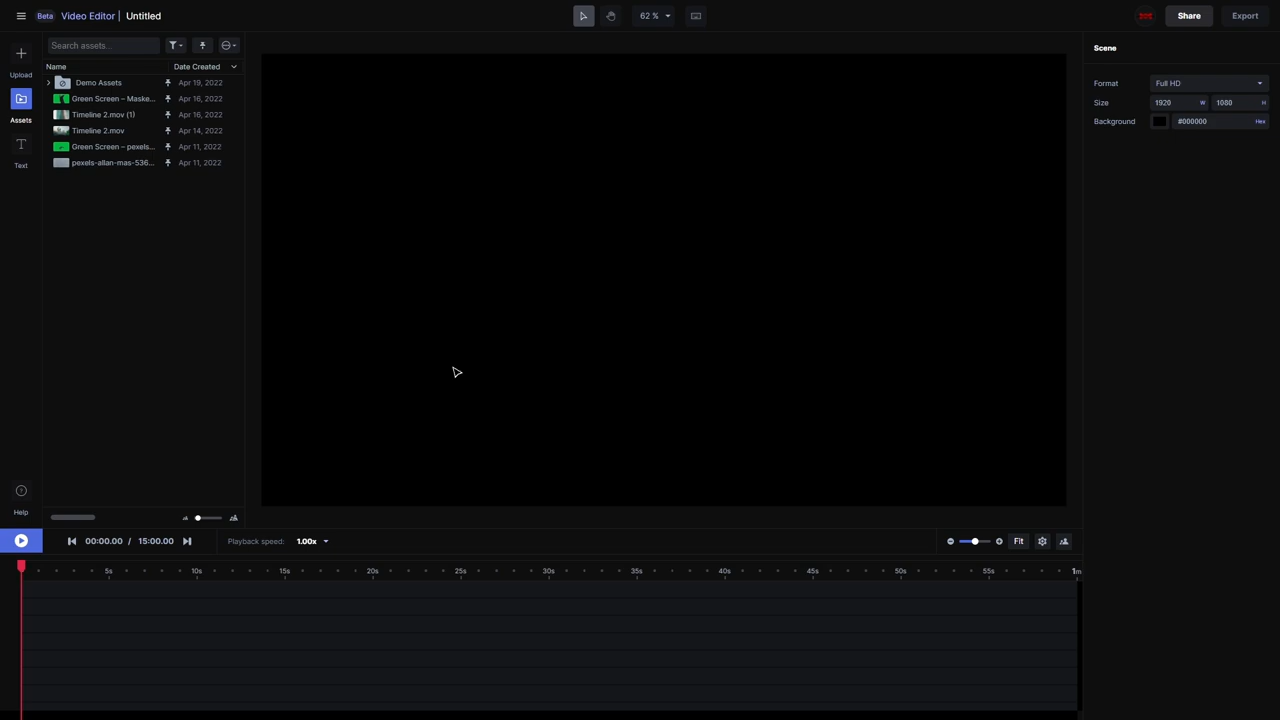 Beta Video Editor | Untitled
62 %
Share
Export
Upload
Assets
Text
Help
Search assets...
Name Date Created
Demo Assets Apr 19, 2022
Green Screen – Maske... Apr 16, 2022
Timeline 2.mov (1) Apr 16, 2022
Timeline 2.mov Apr 14, 2022
Green Screen – pexels... Apr 11, 2022
pexels-allan-mas-536... Apr 11, 2022
Scene
Format Full HD
Size 1920 W 1080 H
Background #000000 Hex
00:00.00 / 15:00.00 Playback speed: 1.00x Fit
5s 10s 15s 20s 25s 30s 35s 40s 45s 50s 55s 1m